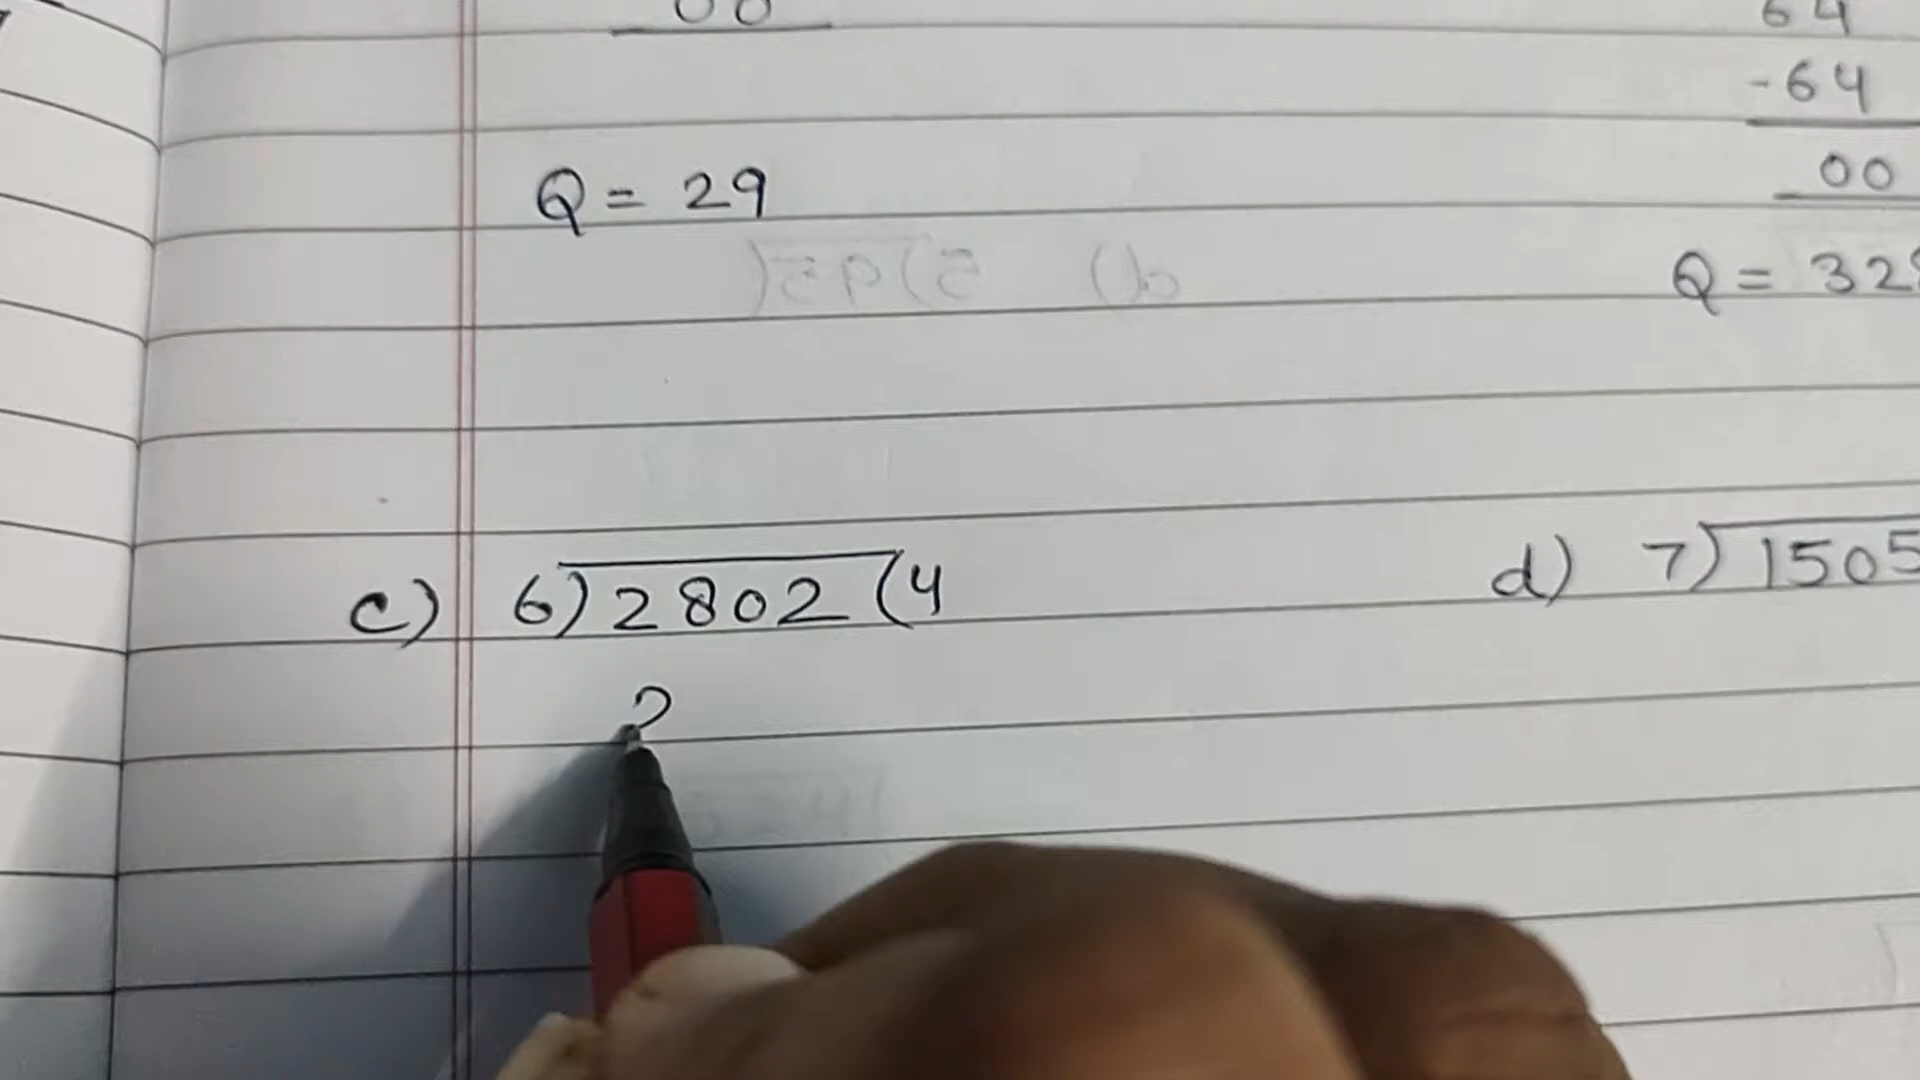 00
64
-64
00
Q = 29
Q = 32
c) 6)2802(4
d) 7)1505
2